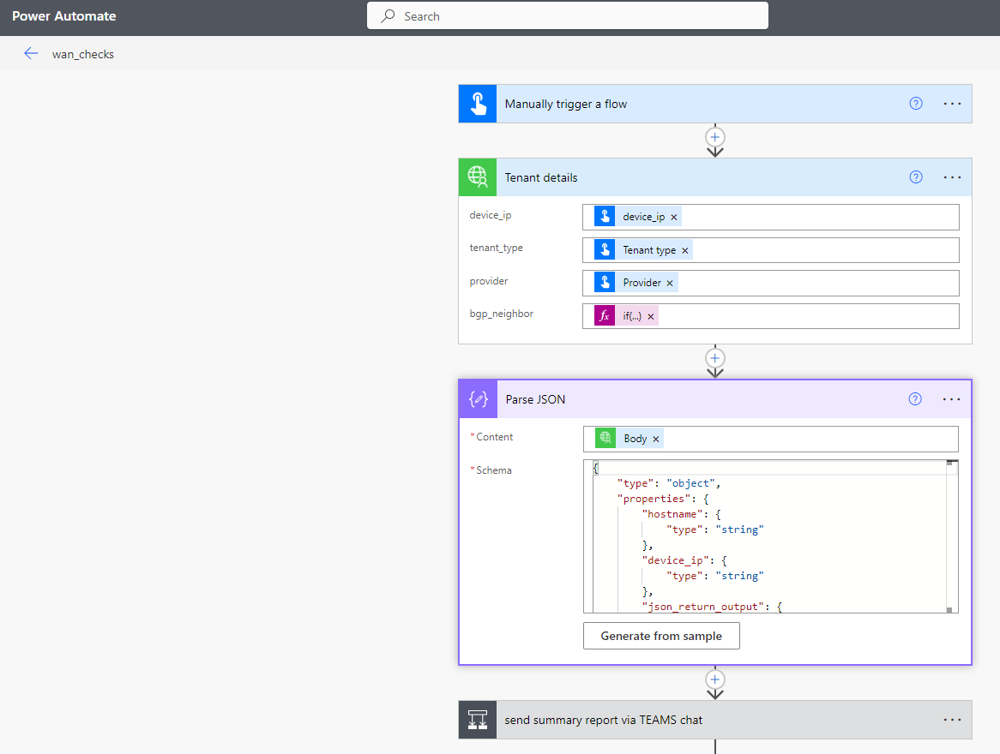 Power Automate
Search
wan_checks
Manually trigger a flow
Tenant details
device_ip device_ip ×
tenant_type Tenant type ×
provider Provider ×
bgp_neighbor fx if(...) ×
Parse JSON
*Content Body ×
*Schema {
"type": "object",
"properties": {
"hostname": {
"type": "string"
},
"device_ip": {
"type": "string"
},
"json_return_output": {
Generate from sample
send summary report via TEAMS chat